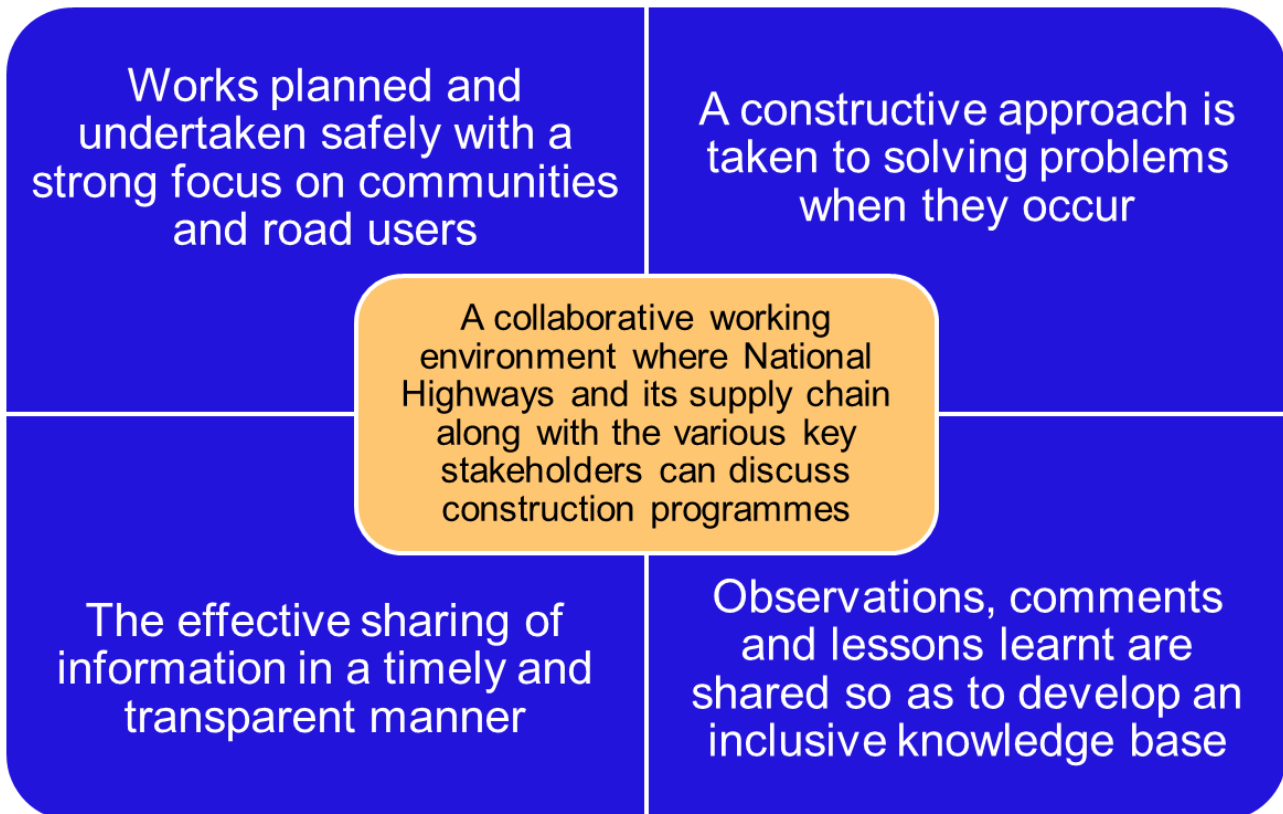 Works planned and
undertaken safely with a
strong focus on communities
and road users
A constructive approach is
taken to solving problems
when they occur
A collaborative working
environment where National
Highways and its supply chain
along with the various key
stakeholders can discuss
construction programmes
The effective sharing of
information in a timely and
transparent manner
Observations, comments
and lessons learnt are
shared so as to develop an
inclusive knowledge base